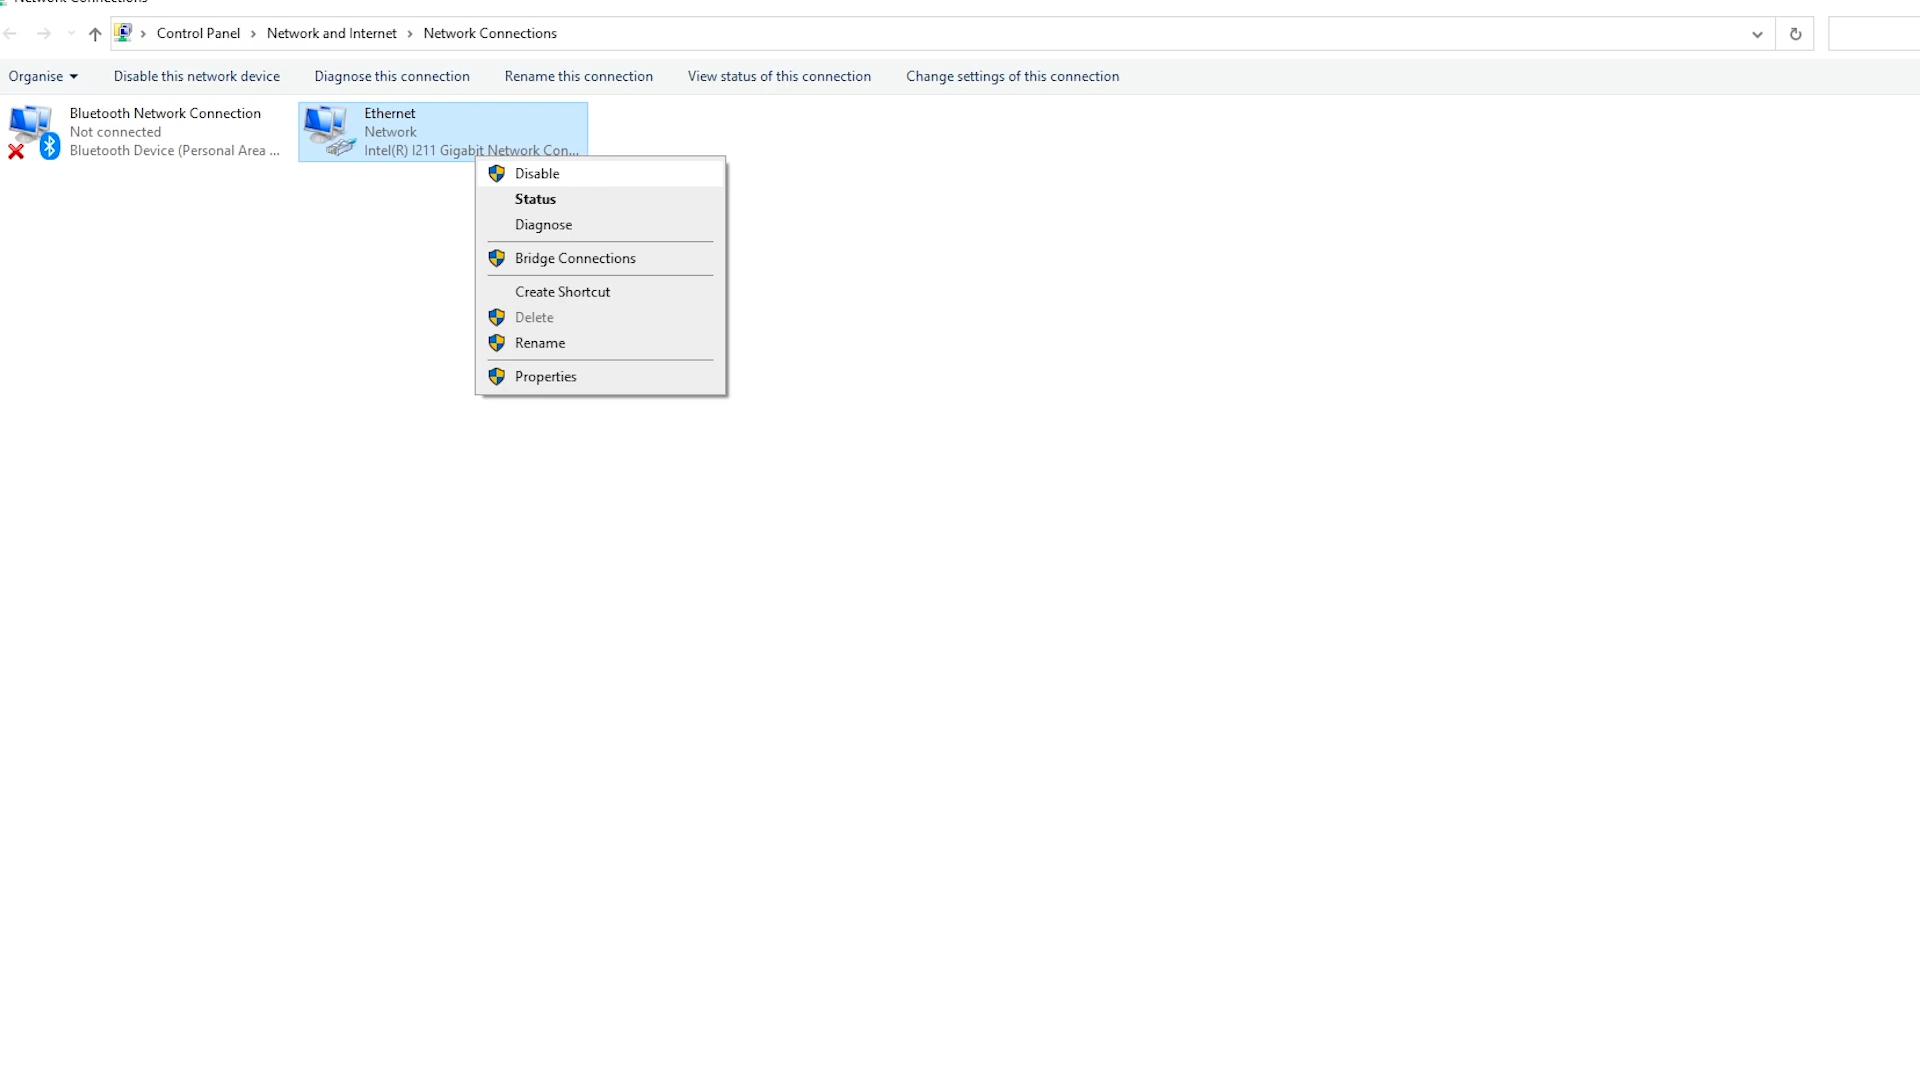 Network Connections
Control Panel > Network and Internet > Network Connections
Organise Disable this network device Diagnose this connection Rename this connection View status of this connection Change settings of this connection
Bluetooth Network Connection
Not connected
Bluetooth Device (Personal Area ...
Ethernet
Network
Intel(R) I211 Gigabit Network Con...
Disable
Status
Diagnose
Bridge Connections
Create Shortcut
Delete
Rename
Properties